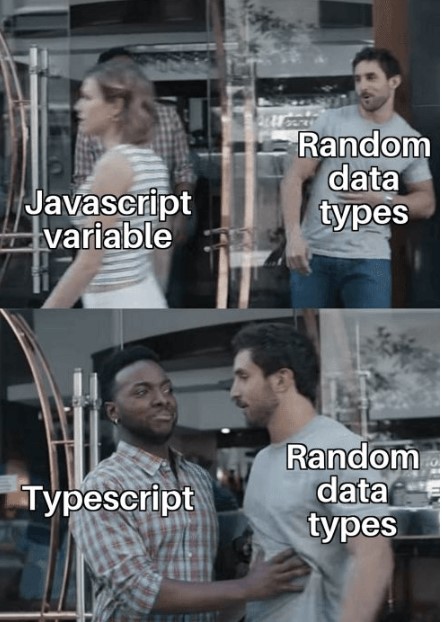 Random
data
types
Javascript
variable
Random
data
types
Typescript